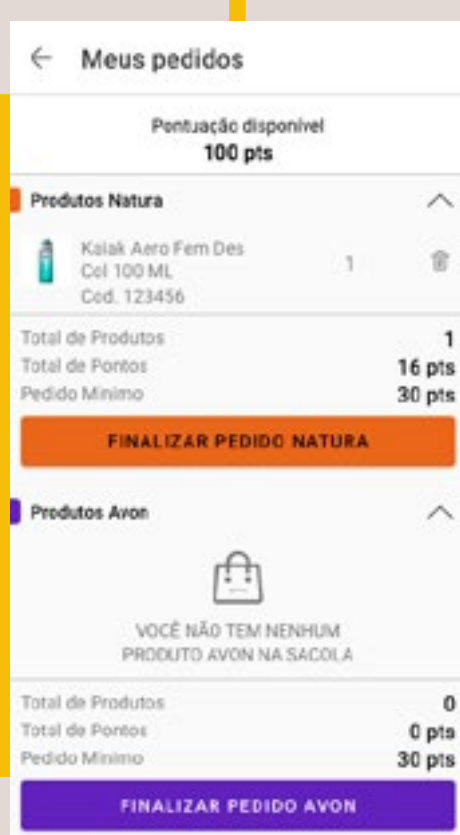 Meus pedidos
Pontuação disponível
100 pts
Produtos Natura
Kaiak Aero Fem Des
Col 100 ML
Cod. 123456
1
Total de Produtos
1
Total de Pontos
16 pts
Pedido Minimo
30 pts
FINALIZAR PEDIDO NATURA
Produtos Avon
VOCÊ NÃO TEM NENHUM
PRODUTO AVON NA SACOLA
Total de Produtos
0
Total de Pontos
0 pts
Pedido Minimo
30 pts
FINALIZAR PEDIDO AVON